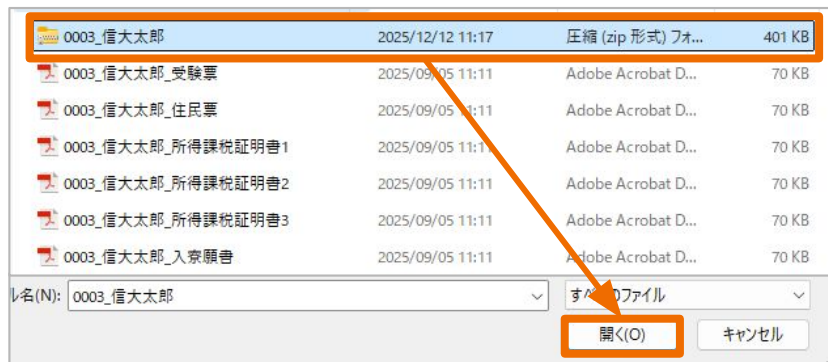 0003_信大太郎 2025/12/12 11:17 圧縮 (zip 形式) フォ... 401 KB
0003_信大太郎_受験票 2025/09/05 11:11 Adobe Acrobat D... 70 KB
0003_信大太郎_住民票 2025/09/05 11:11 Adobe Acrobat D... 70 KB
0003_信大太郎_所得課税証明書1 2025/09/05 11:11 Adobe Acrobat D... 70 KB
0003_信大太郎_所得課税証明書2 2025/09/05 11:11 Adobe Acrobat D... 70 KB
0003_信大太郎_所得課税証明書3 2025/09/05 11:11 Adobe Acrobat D... 70 KB
0003_信大太郎_入寮願書 2025/09/05 11:11 Adobe Acrobat D... 70 KB
ル名(N): 0003_信大太郎 すべてのファイル
開く(O) キャンセル